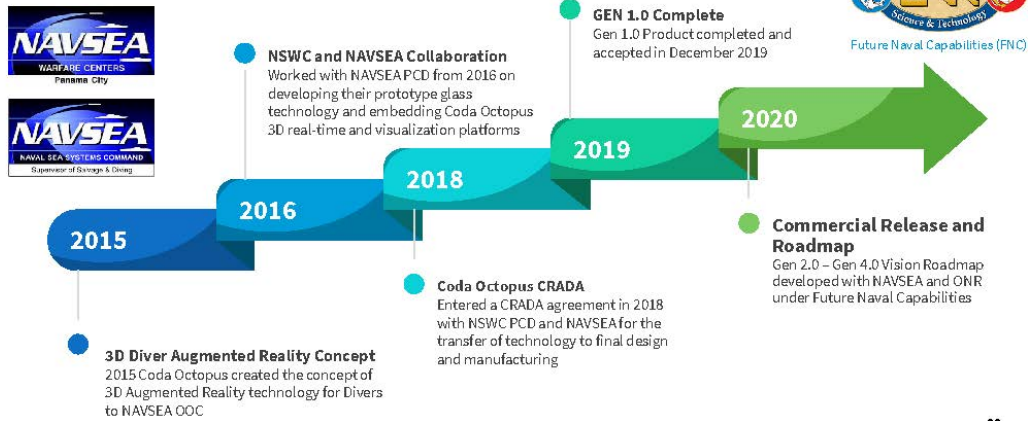 NAVSEA
WARFARE CENTERS
Panama City
NAVSEA
NAVAL SEA SYSTEMS COMMAND
Supervisor of Salvage & Diving
Science & Technology
Future Naval Capabilities (FNC)
2015
3D Diver Augmented Reality Concept
2015 Coda Octopus created the concept of
3D Augmented Reality technology for Divers
to NAVSEA OOC
2016
NSWC and NAVSEA Collaboration
Worked with NAVSEA PCD from 2016 on
developing their prototype glass
technology and embedding Coda Octopus
3D real-time and visualization platforms
2018
Coda Octopus CRADA
Entered a CRADA agreement in 2018
with NSWC PCD and NAVSEA for the
transfer of technology to final design
and manufacturing
2019
GEN 1.0 Complete
Gen 1.0 Product completed and
accepted in December 2019
2020
Commercial Release and
Roadmap
Gen 2.0 – Gen 4.0 Vision Roadmap
developed with NAVSEA and ONR
under Future Naval Capabilities